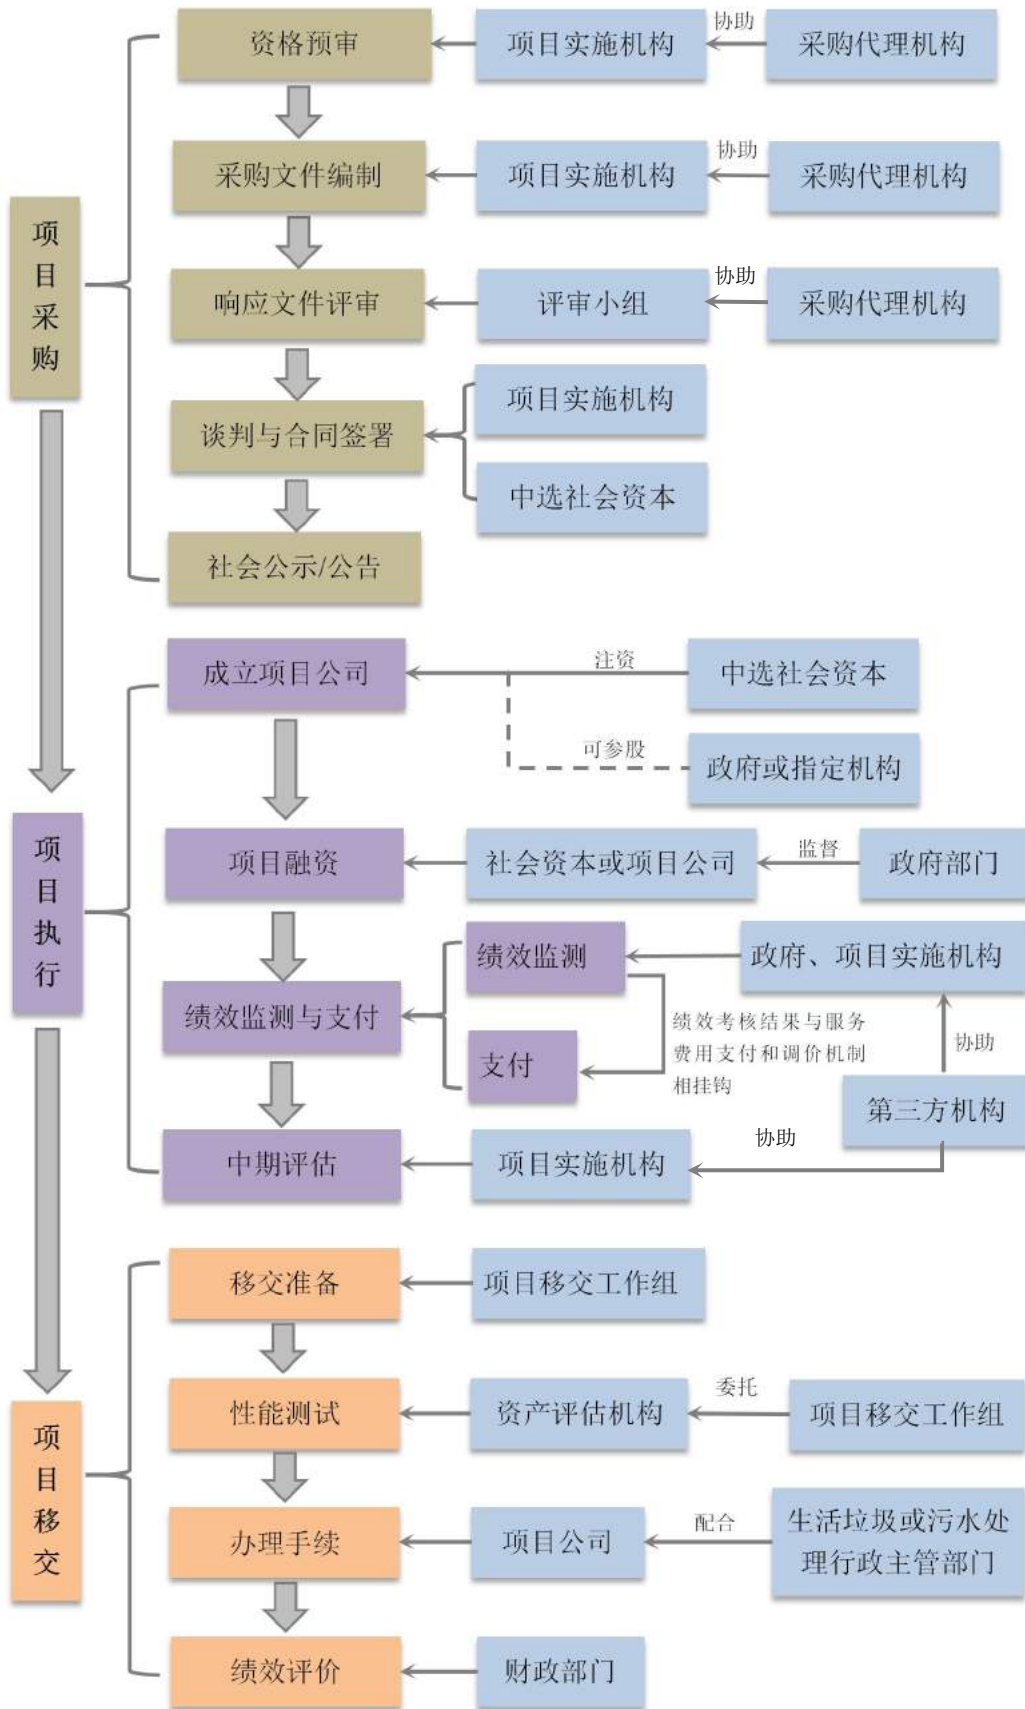 资格预审
项目实施机构
协助
采购代理机构
采购文件编制
项目实施机构
协助
采购代理机构
项目采购
响应文件评审
评审小组
协助
采购代理机构
谈判与合同签署
项目实施机构
中选社会资本
社会公示/公告
成立项目公司
注资
中选社会资本
可参股
政府或指定机构
项目执行
项目融资
社会资本或项目公司
监督
政府部门
绩效监测与支付
绩效监测
政府、项目实施机构
绩效考核结果与服务
费用支付和调价机制
相挂钩
支付
协助
第三方机构
中期评估
项目实施机构
协助
移交准备
项目移交工作组
项目移交
性能测试
资产评估机构
委托
项目移交工作组
办理手续
项目公司
配合
生活垃圾或污水处
理行政主管部门
绩效评价
财政部门